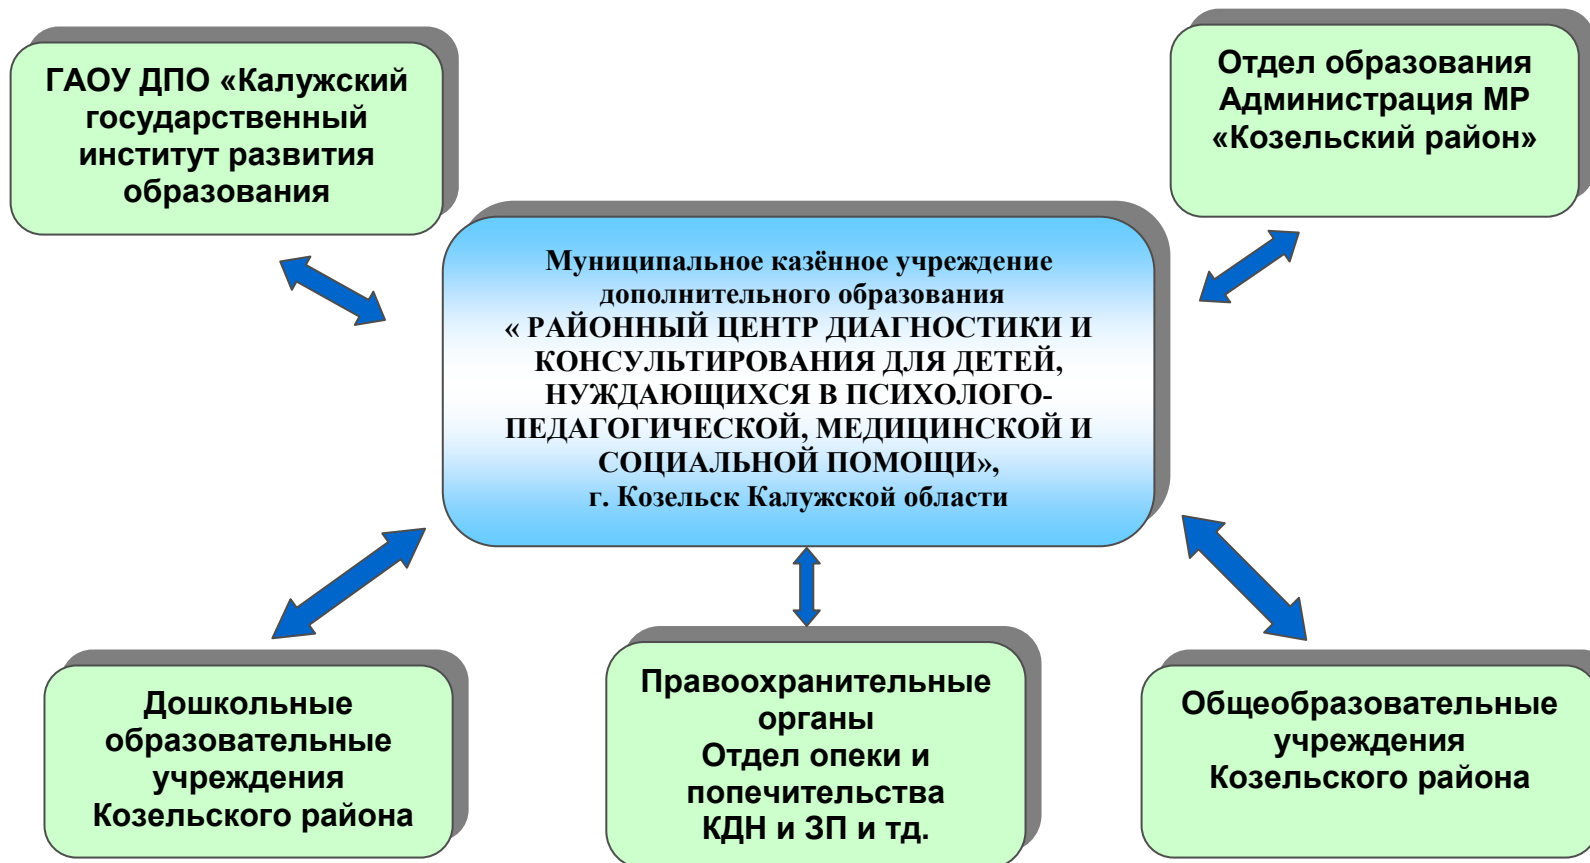 ГАОУ ДПО «Калужский
государственный
институт развития
образования
Отдел образования
Администрация МР
«Козельский район»
Муниципальное казённое учреждение
дополнительного образования
« РАЙОННЫЙ ЦЕНТР ДИАГНОСТИКИ И
КОНСУЛЬТИРОВАНИЯ ДЛЯ ДЕТЕЙ,
НУЖДАЮЩИХСЯ В ПСИХОЛОГО-
ПЕДАГОГИЧЕСКОЙ, МЕДИЦИНСКОЙ И
СОЦИАЛЬНОЙ ПОМОЩИ»,
г. Козельск Калужской области
Дошкольные
образовательные
учреждения
Козельского района
Правоохранительные
органы
Отдел опеки и
попечительства
КДН и ЗП и тд.
Общеобразовательные
учреждения
Козельского района